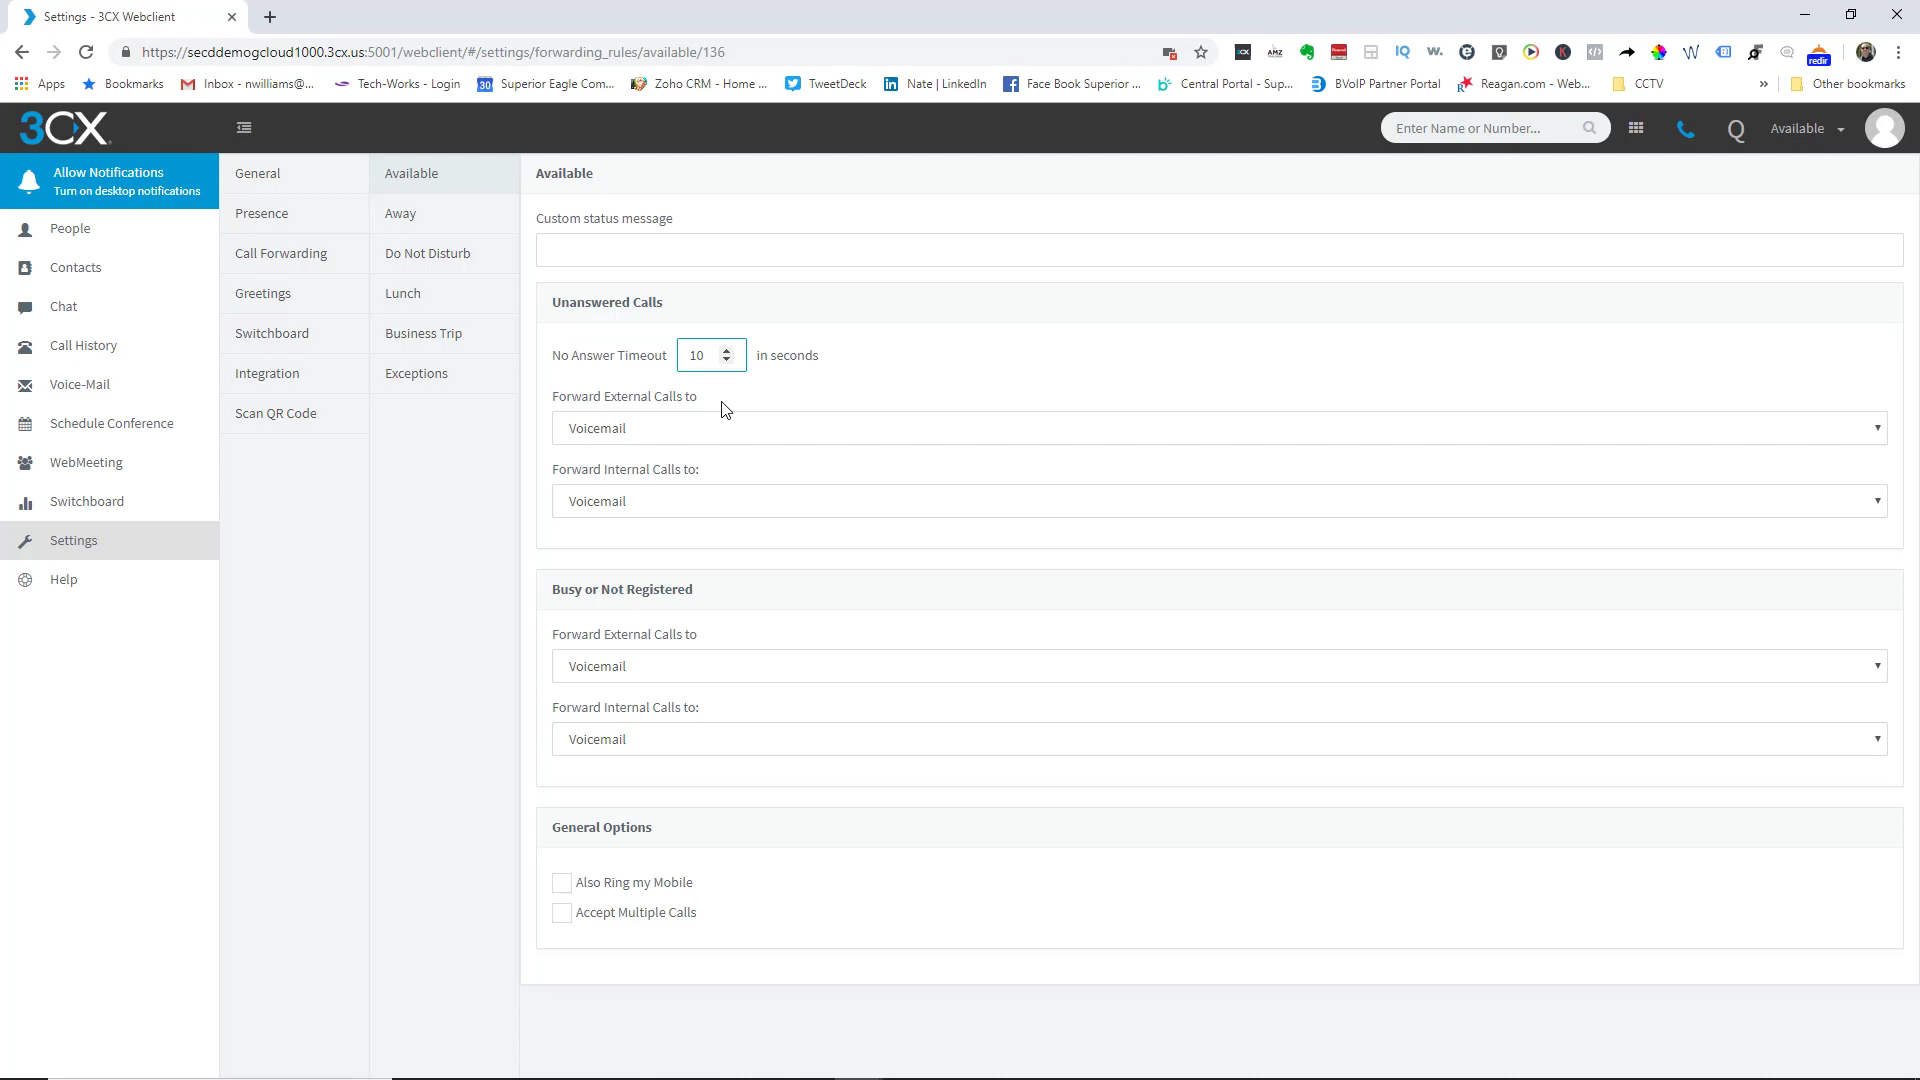 Settings - 3CX Webclient
https://secddemogcloud1000.3cx.us:5001/webclient/#/settings/forwarding_rules/available/136
Apps
Bookmarks
Inbox - nwilliams@...
Tech-Works - Login
Superior Eagle Com...
Zoho CRM - Home ...
TweetDeck
Nate | LinkedIn
Face Book Superior ...
Central Portal - Sup...
BVoIP Partner Portal
Reagan.com - Web...
CCTV
»
Other bookmarks
redir
3CX
Enter Name or Number...
Q
Available
Allow Notifications
Turn on desktop notifications
People
Contacts
Chat
Call History
Voice-Mail
Schedule Conference
WebMeeting
Switchboard
Settings
Help
General
Presence
Call Forwarding
Greetings
Switchboard
Integration
Scan QR Code
Available
Away
Do Not Disturb
Lunch
Business Trip
Exceptions
Available
Custom status message
Unanswered Calls
No Answer Timeout 10 in seconds
Forward External Calls to
Voicemail
Forward Internal Calls to:
Voicemail
Busy or Not Registered
Forward External Calls to
Voicemail
Forward Internal Calls to:
Voicemail
General Options
Also Ring my Mobile
Accept Multiple Calls